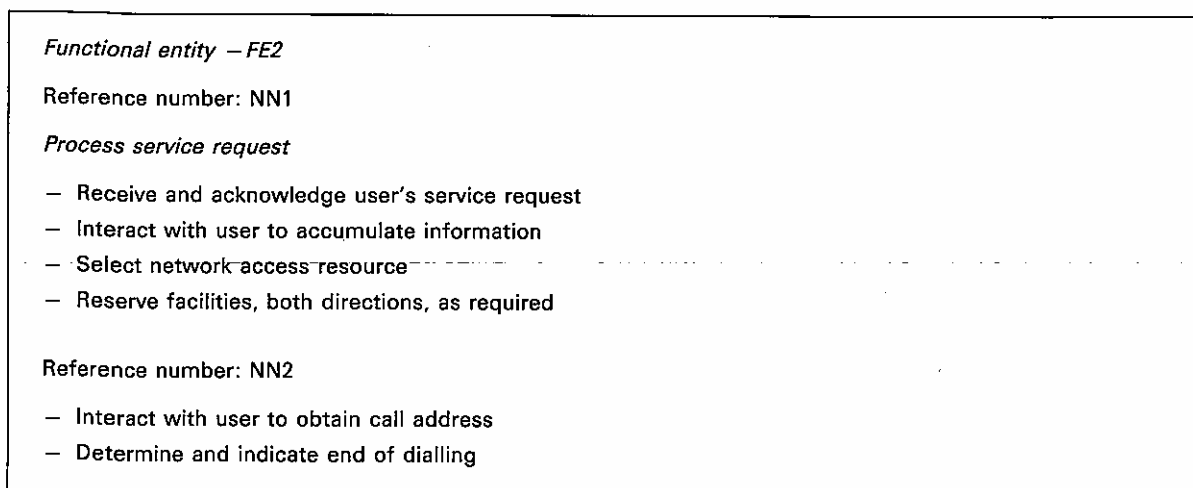 Functional entity — FE2
Reference number: NN1
Process service request
— Receive and acknowledge user's service request
— Interact with user to accumulate information
— Select network access resource
— Reserve facilities, both directions, as required
Reference number: NN2
— Interact with user to obtain call address
— Determine and indicate end of dialling